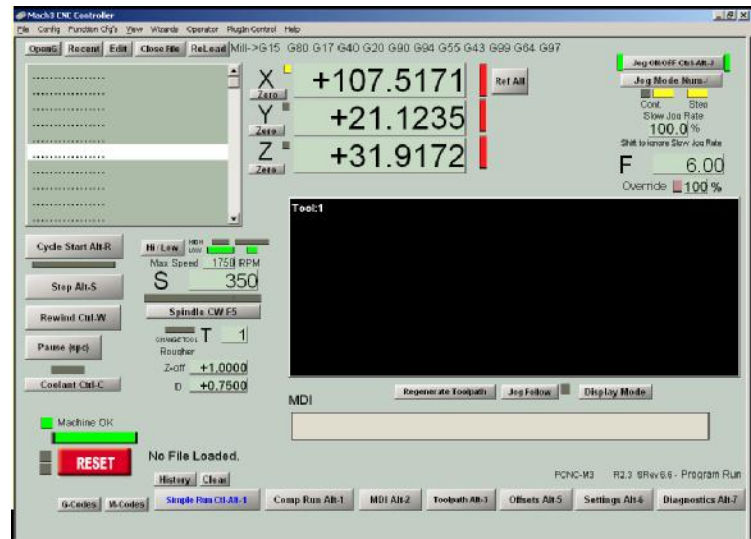 Mach3 CNC Controller
File Config Function Cfg's View Wizards Operator PlugIn Control Help
OpenG Recent Edit Close File ReLoad Mill->G15 G80 G17 G40 G20 G90 G94 G55 G43 G99 G64 G97
X +107.5171 Ref All
Zero
Y +21.1235
Zero
Z +31.9172
Zero
Jog ON/OFF Ctrl-Alt-J
Jog Mode Num-/
Cont. Step
Slow Jog Rate
100.0 %
Shift to ignore Slow Jog Rate
F 6.00
Override 100 %
Tool:1
Cycle Start Alt-R
Stop Alt-S
Rewind Ctrl-W
Pause (spc)
Coolant Ctrl-C
Hi / Low HIGH LOW
Max Speed 1750 RPM
S 350
Spindle CW F5
CHANGE TOOL T 1
Rougher
Z-off +1.0000
D +0.7500
Regenerate Toolpath Jog Follow Display Mode
MDI
Machine OK
RESET
No File Loaded.
History Clear
PCNC-M3 R2.3 SRev6.6 - Program Run
G-Codes M-Codes Simple Run Ctl-Alt-1 Comp Run Alt-1 MDI Alt-2 Toolpath Alt-3 Offsets Alt-5 Settings Alt-6 Diagnostics Alt-7